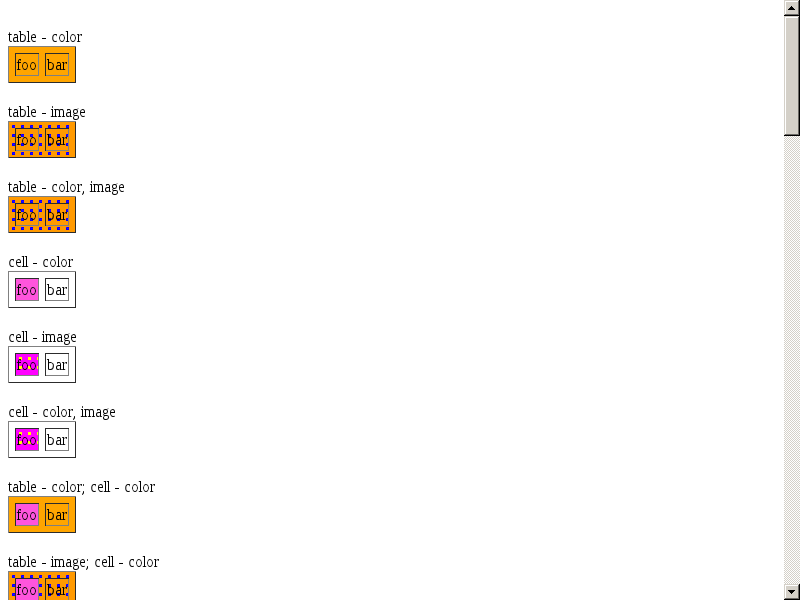 table - color
foo bar
table - image
foo bar
table - color, image
foo bar
cell - color
foo bar
cell - image
foo bar
cell - color, image
foo bar
table - color; cell - color
foo bar
table - image; cell - color
foo bar